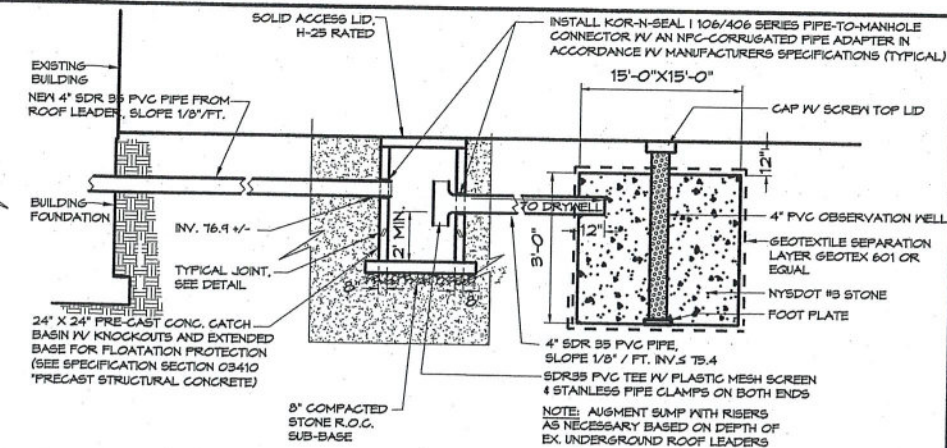 SOLID ACCESS LID,
H-25 RATED
INSTALL KOR-N-SEAL I 106/406 SERIES PIPE-TO-MANHOLE
CONNECTOR W/ AN NPC-CORRUGATED PIPE ADAPTER IN
ACCORDANCE W/ MANUFACTURERS SPECIFICATIONS (TYPICAL)
EXISTING
BUILDING
NEW 4" SDR 35 PVC PIPE FROM
ROOF LEADER, SLOPE 1/8"/FT.
15'-0"X15'-0"
CAP W/ SCREW TOP LID
12"
BUILDING
FOUNDATION
INV. 76.9 +/-
2' MIN.
TO DRYWELL
12"
3'-0"
4" PVC OBSERVATION WELL
GEOTEXTILE SEPARATION
LAYER GEOTEX 601 OR
EQUAL
TYPICAL JOINT,
SEE DETAIL
8"
8"
NYSDOT #3 STONE
FOOT PLATE
24" X 24" PRE-CAST CONC. CATCH
BASIN W/ KNOCKOUTS AND EXTENDED
BASE FOR FLOATATION PROTECTION
(SEE SPECIFICATION SECTION 03410
"PRECAST STRUCTURAL CONCRETE)
4" SDR 35 PVC PIPE,
SLOPE 1/8" / FT. INV.≤ 75.4
SDR35 PVC TEE W/ PLASTIC MESH SCREEN
& STAINLESS PIPE CLAMPS ON BOTH ENDS
8" COMPACTED
STONE R.O.C.
SUB-BASE
NOTE: AUGMENT SUMP WITH RISERS
AS NECESSARY BASED ON DEPTH OF
EX. UNDERGROUND ROOF LEADERS